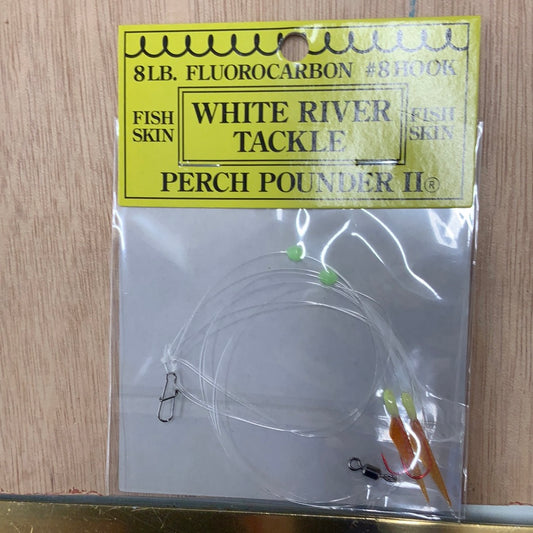 8 LB. FLUOROCARBON #8 HOOK
FISH SKIN
WHITE RIVER
TACKLE
FISH SKIN
PERCH POUNDER II®